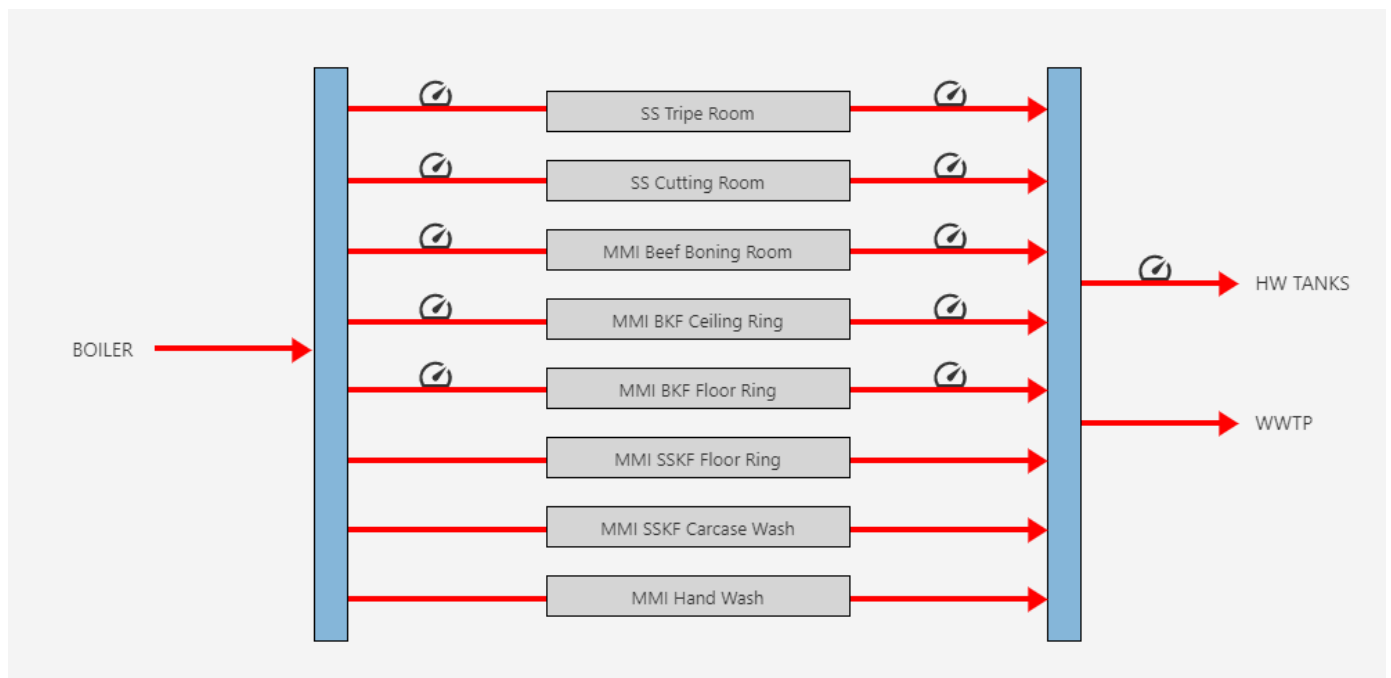 SS Tripe Room
SS Cutting Room
MMI Beef Boning Room
HW TANKS
MMI BKF Ceiling Ring
BOILER
MMI BKF Floor Ring
WWTP
MMI SSKF Floor Ring
MMI SSKF Carcase Wash
MMI Hand Wash